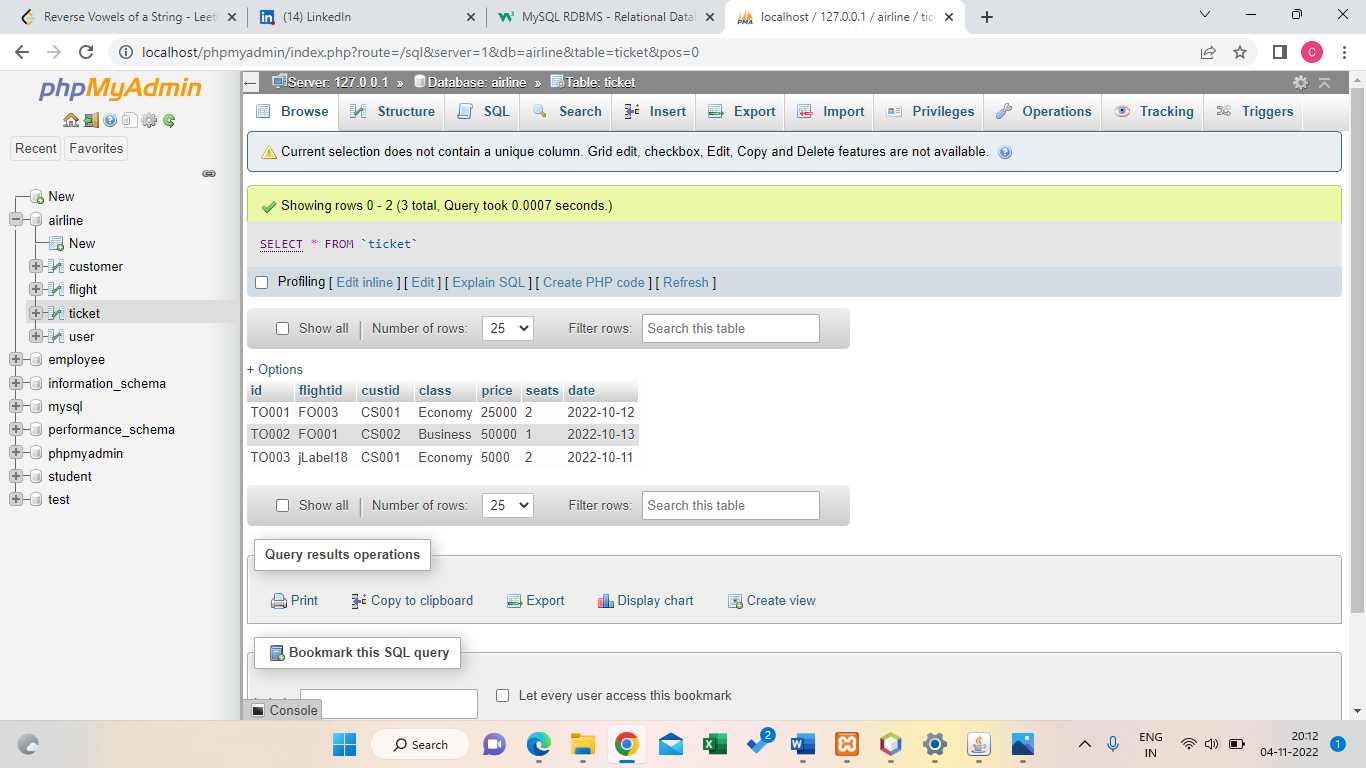 Reverse Vowels of a String - Leet
(14) LinkedIn
MySQL RDBMS - Relational Data
localhost / 127.0.0.1 / airline / tic
localhost/phpmyadmin/index.php?route=/sql&server=1&db=airline&table=ticket&pos=0
C
phpMyAdmin
Recent
Favorites
New
airline
New
customer
flight
ticket
user
employee
information_schema
mysql
performance_schema
phpmyadmin
student
test
Server: 127.0.0.1 » Database: airline » Table: ticket
Browse Structure SQL Search Insert Export Import Privileges Operations Tracking Triggers
Current selection does not contain a unique column. Grid edit, checkbox, Edit, Copy and Delete features are not available.
Showing rows 0 - 2 (3 total, Query took 0.0007 seconds.)
SELECT * FROM `ticket`
Profiling [ Edit inline ] [ Edit ] [ Explain SQL ] [ Create PHP code ] [ Refresh ]
Show all Number of rows: 25 Filter rows: Search this table
+ Options
id flightid custid class price seats date
TO001 FO003 CS001 Economy 25000 2 2022-10-12
TO002 FO001 CS002 Business 50000 1 2022-10-13
TO003 jLabel18 CS001 Economy 5000 2 2022-10-11
Show all Number of rows: 25 Filter rows: Search this table
Query results operations
Print Copy to clipboard Export Display chart Create view
Bookmark this SQL query
Let every user access this bookmark
Console
Search
2
ENG
IN
20:12
04-11-2022
1